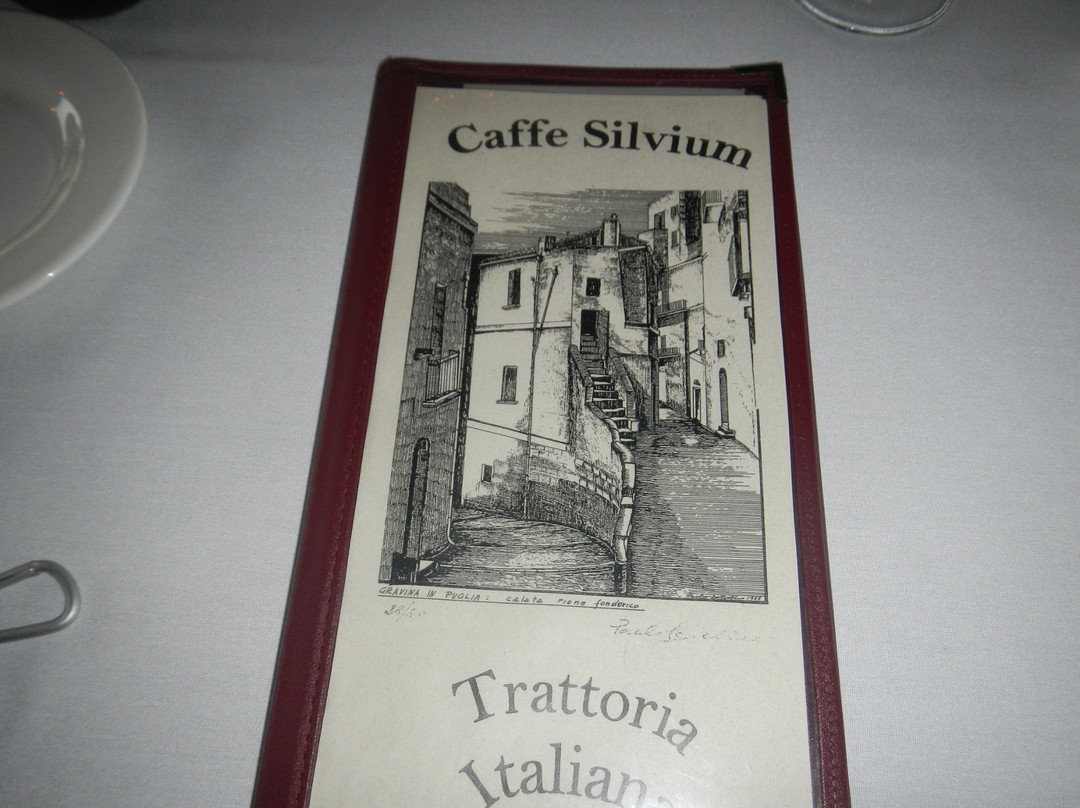 Caffe Silvium
GRAVINA IN PUGLIA: calata rione fondovico
Trattoria
Italiana